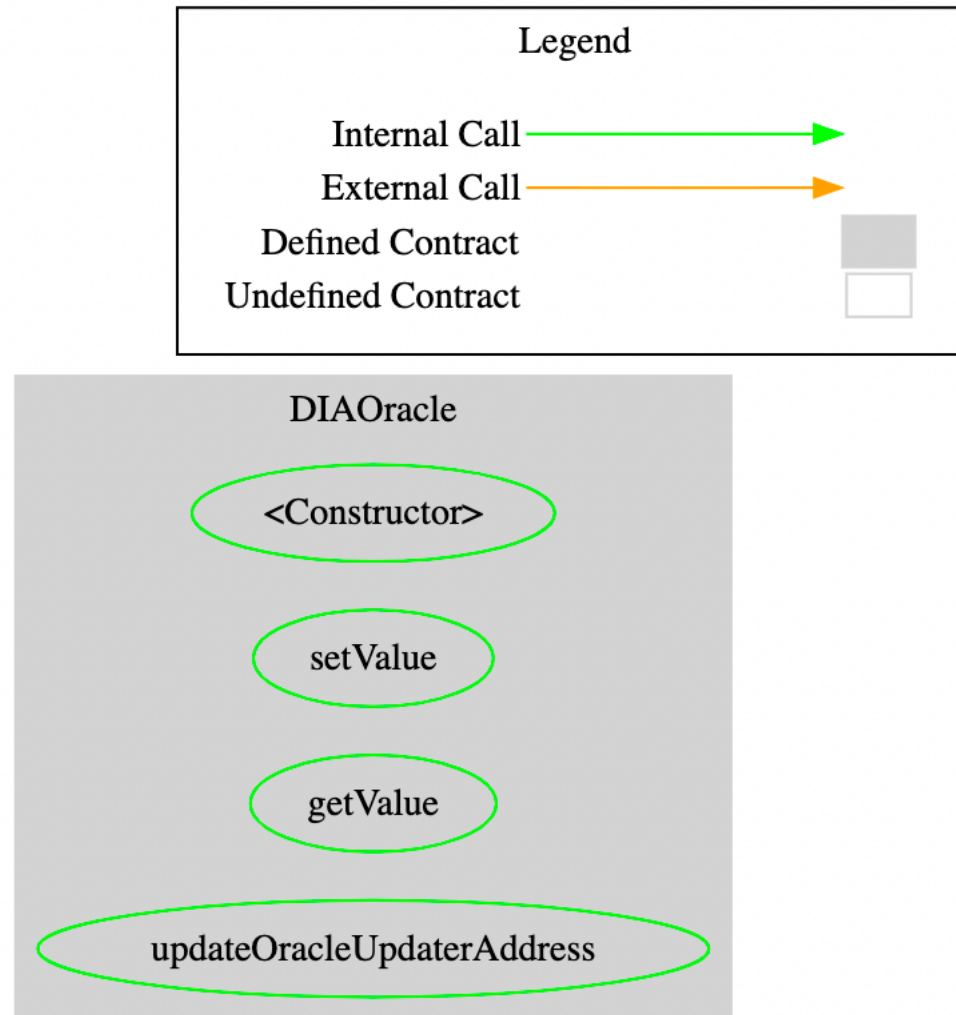 Legend
Internal Call
External Call
Defined Contract
Undefined Contract
DIAOracle
<Constructor>
setValue
getValue
updateOracleUpdaterAddress